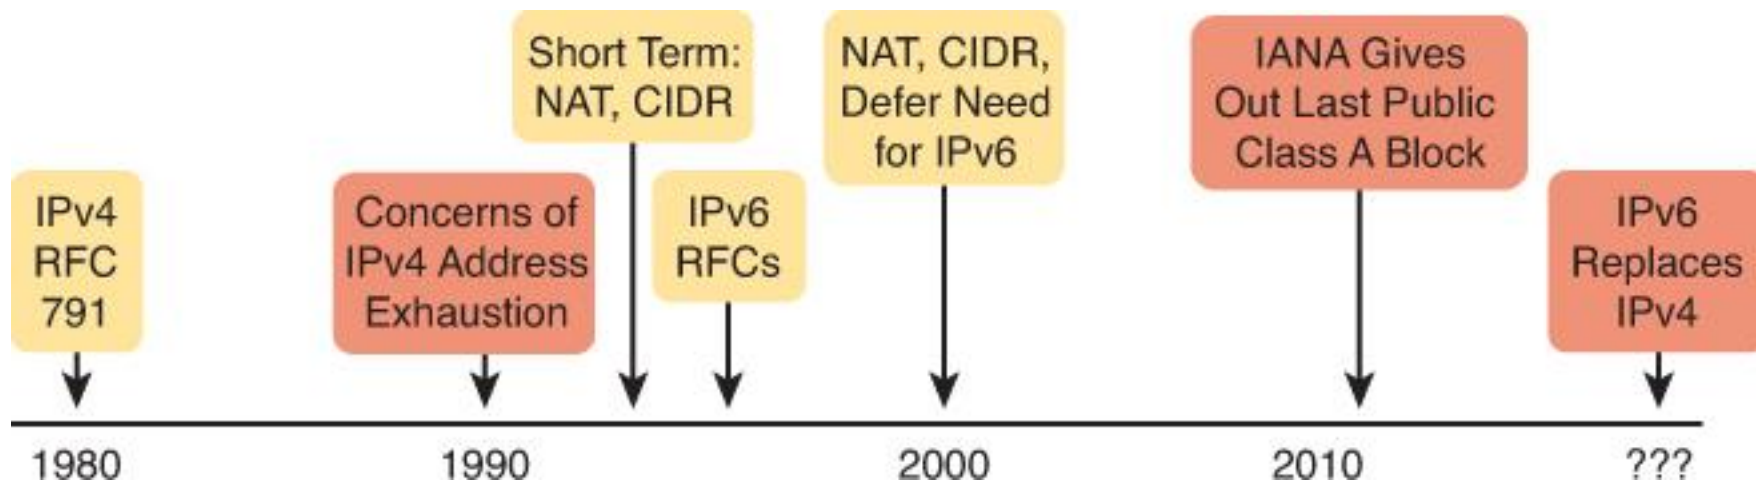 IPv4
RFC
791
Concerns of
IPv4 Address
Exhaustion
Short Term:
NAT, CIDR
IPv6
RFCs
NAT, CIDR,
Defer Need
for IPv6
IANA Gives
Out Last Public
Class A Block
IPv6
Replaces
IPv4
1980
1990
2000
2010
???